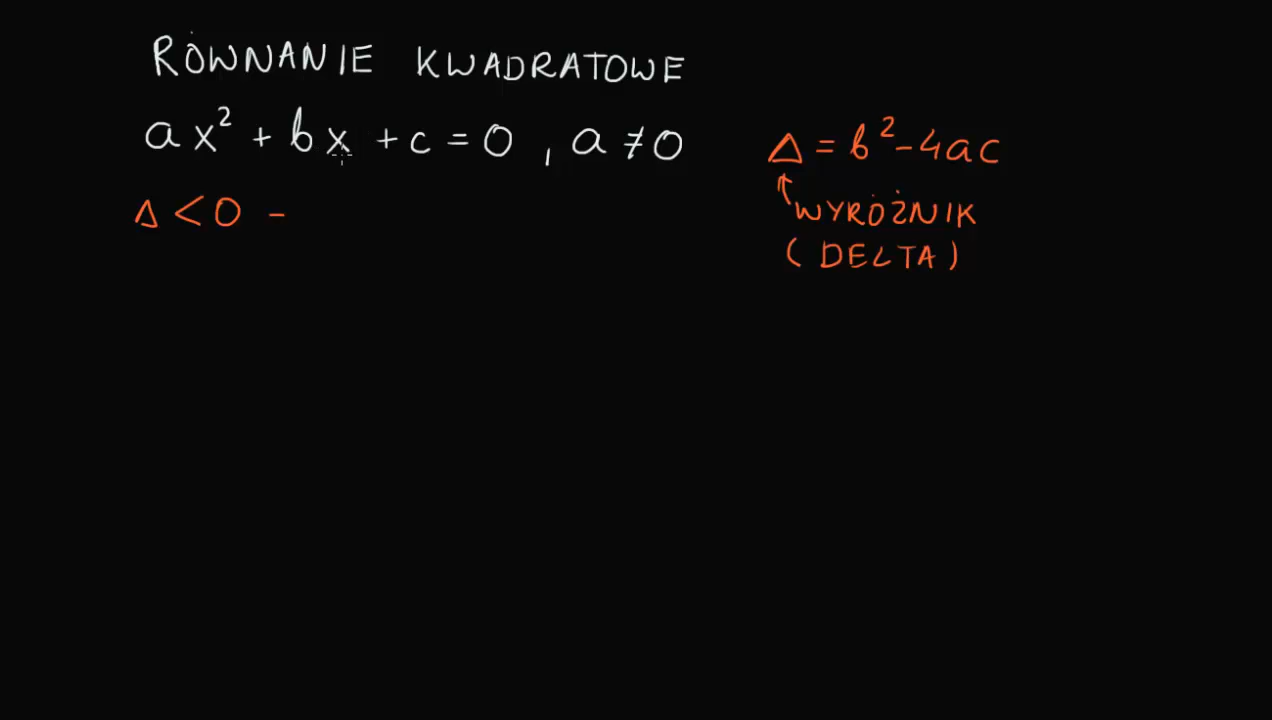 RÓWNANIE KWADRATOWE
ax² + bx + c = 0 , a ≠ 0
Δ = b² - 4ac
WYRÓŻNIK
(DELTA)
Δ < 0 -